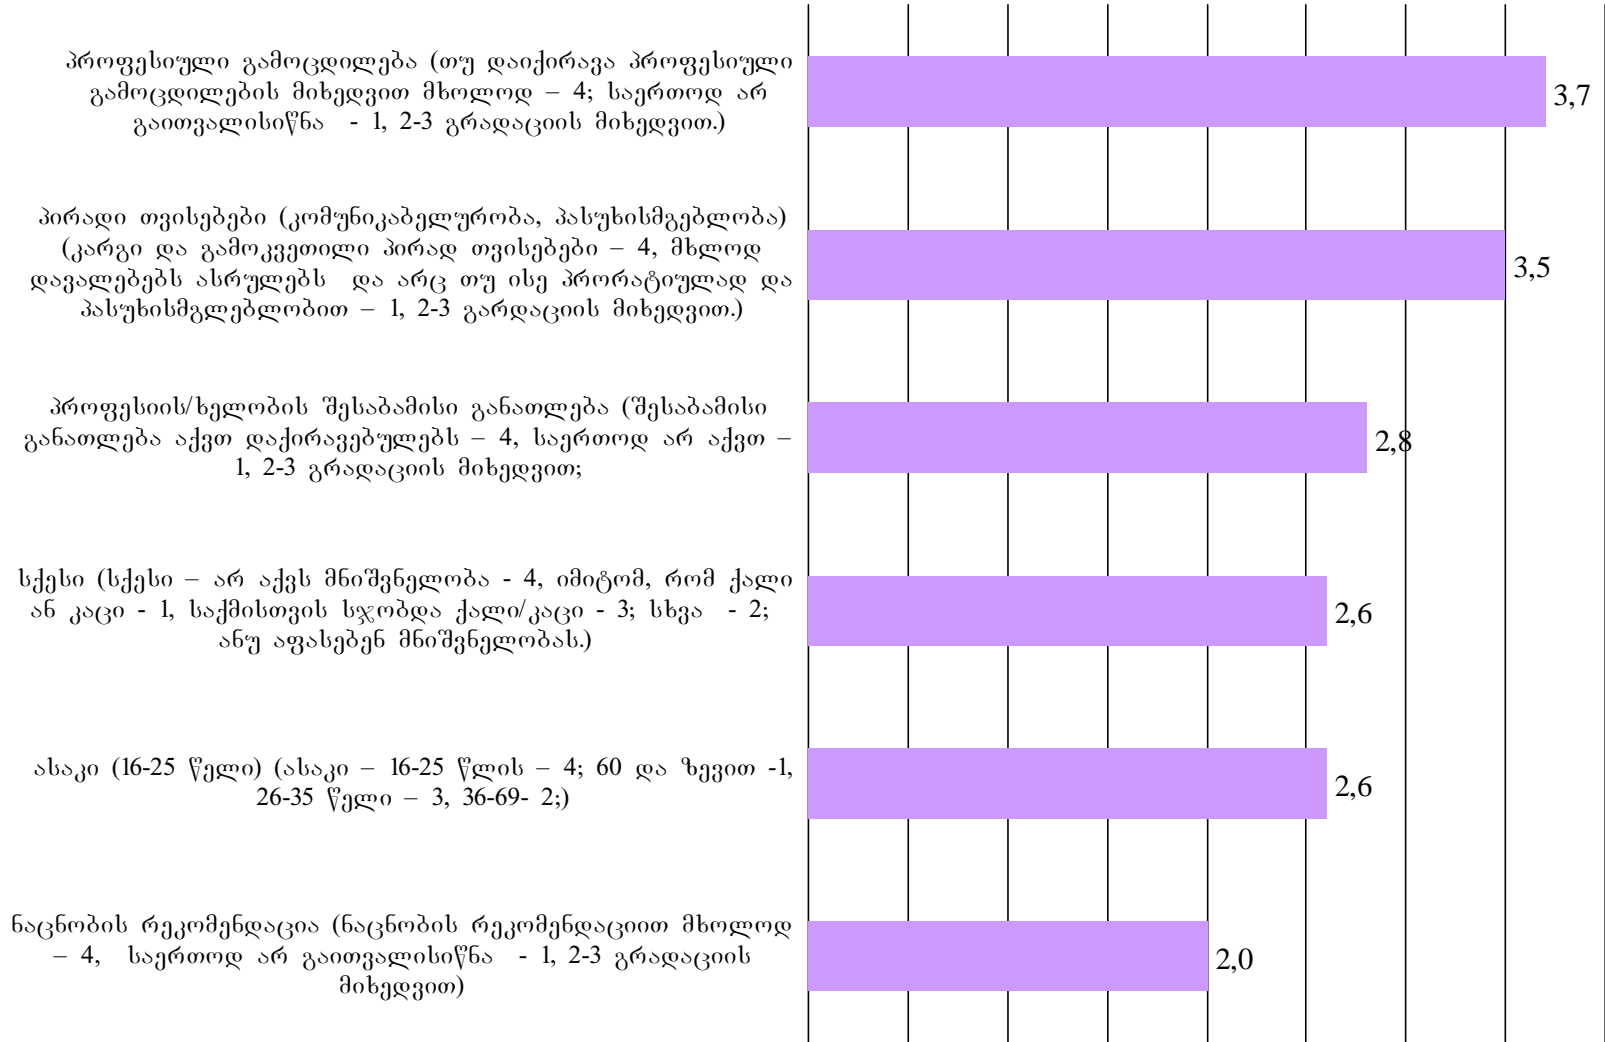 პროფესიული გამოცდილება (თუ დაიქირავა პროფესიული
გამოცდილების მიხედვით მხოლოდ – 4; საერთოდ არ
გაითვალისიწნა - 1, 2-3 გრადაციის მიხედვით.)
3,7
პირადი თვისებები (კომუნიკაბელურობა, პასუხისმგებლობა)
(კარგი და გამოკვეთილი პირად თვისებები – 4, მხლოდ
დავალებებს ასრულებს და არც თუ ისე პრორატიულად და
პასუხისმგლებლობით – 1, 2-3 გარდაციის მიხედვით.)
3,5
პროფესიის/ხელობის შესაბამისი განათლება (შესაბამისი
განათლება აქვთ დაქირავებულებს – 4, საერთოდ არ აქვთ –
1, 2-3 გრადაციის მიხედვით;
2,8
სქესი (სქესი – არ აქვს მნიშვნელობა - 4, იმიტომ, რომ ქალი
ან კაცი - 1, საქმისთვის სჯობდა ქალი/კაცი - 3; სხვა - 2;
ანუ აფასებენ მნიშვნელობას.)
2,6
ასაკი (16-25 წელი) (ასაკი – 16-25 წლის – 4; 60 და ზევით -1,
26-35 წელი – 3, 36-69- 2;)
2,6
ნაცნობის რეკომენდაცია (ნაცნობის რეკომენდაციით მხოლოდ
– 4, საერთოდ არ გაითვალისიწნა - 1, 2-3 გრადაციის
მიხედვით)
2,0